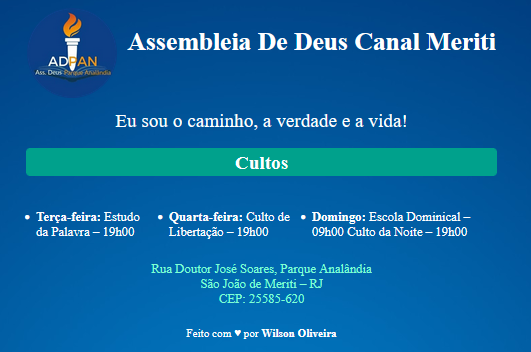 ADPAN
Ass. Deus Parque Analândia
Assembleia De Deus Canal Meriti
Eu sou o caminho, a verdade e a vida!
Cultos
• Terça-feira: Estudo
da Palavra – 19h00
• Quarta-feira: Culto de
Libertação – 19h00
• Domingo: Escola Dominical –
09h00 Culto da Noite – 19h00
Rua Doutor José Soares, Parque Analândia
São João de Meriti – RJ
CEP: 25585-620
Feito com ♥ por Wilson Oliveira